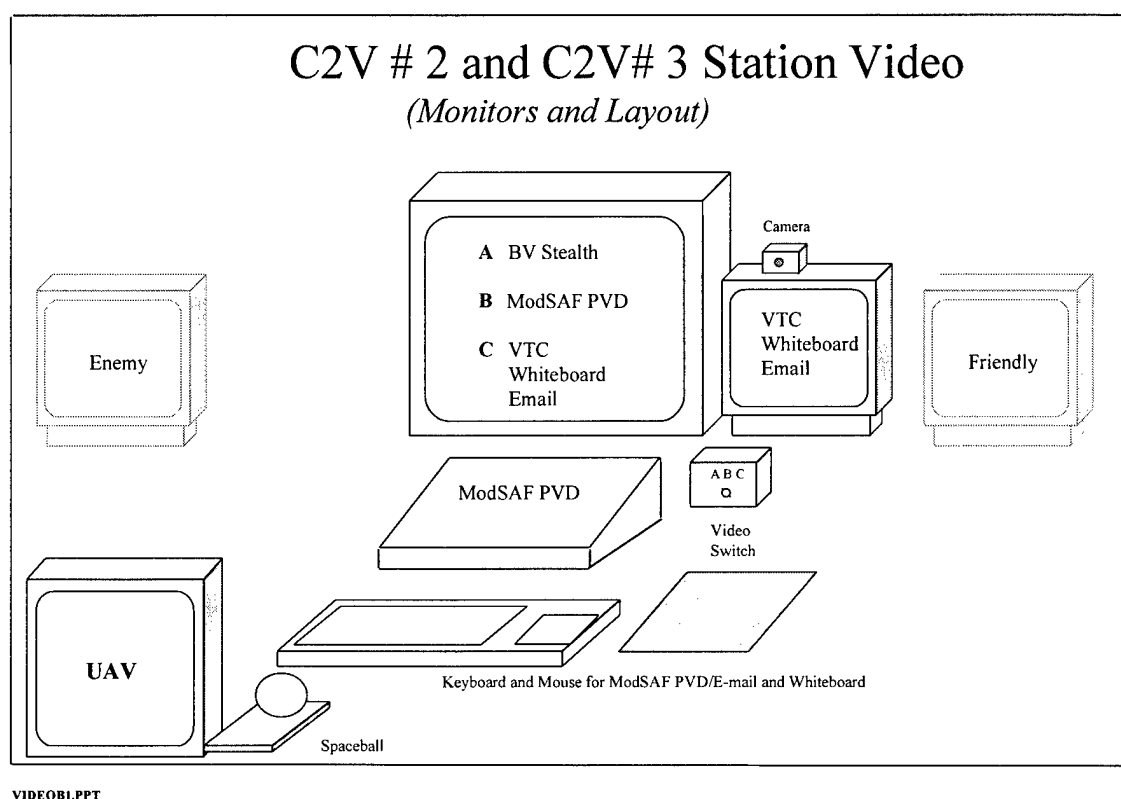 C2V # 2 and C2V# 3 Station Video
(Monitors and Layout)
Camera
A BV Stealth
B ModSAF PVD
C VTC
Whiteboard
Email
VTC
Whiteboard
Email
Enemy
Friendly
ModSAF PVD
A B C
Video
Switch
UAV
Keyboard and Mouse for ModSAF PVD/E-mail and Whiteboard
Spaceball
VIDEOB1.PPT